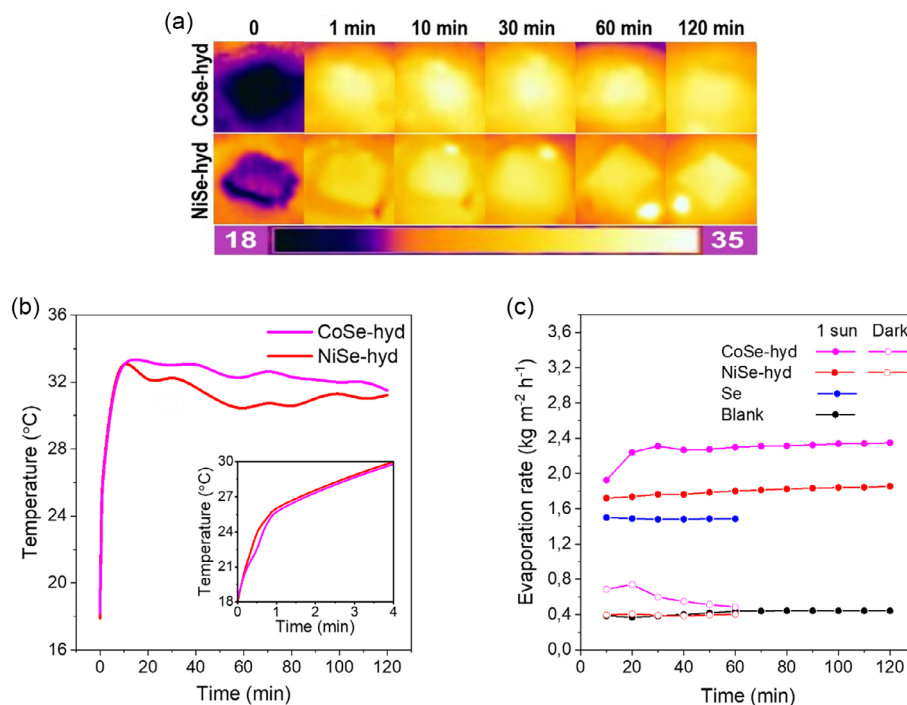 (a)
0 1 min 10 min 30 min 60 min 120 min
CoSe-hyd
NiSe-hyd
18 35
(b)
Temperature (°C)
36
32
28
24
20
16
0 20 40 60 80 100 120
Time (min)
CoSe-hyd
NiSe-hyd
Temperature (°C)
30
27
24
21
18
0 1 2 3 4
Time (min)
(c)
Evaporation rate (kg m⁻² h⁻¹)
3,6
3,2
2,8
2,4
2,0
1,6
1,2
0,8
0,4
0,0
0 20 40 60 80 100 120
Time (min)
1 sun Dark
CoSe-hyd
NiSe-hyd
Se
Blank